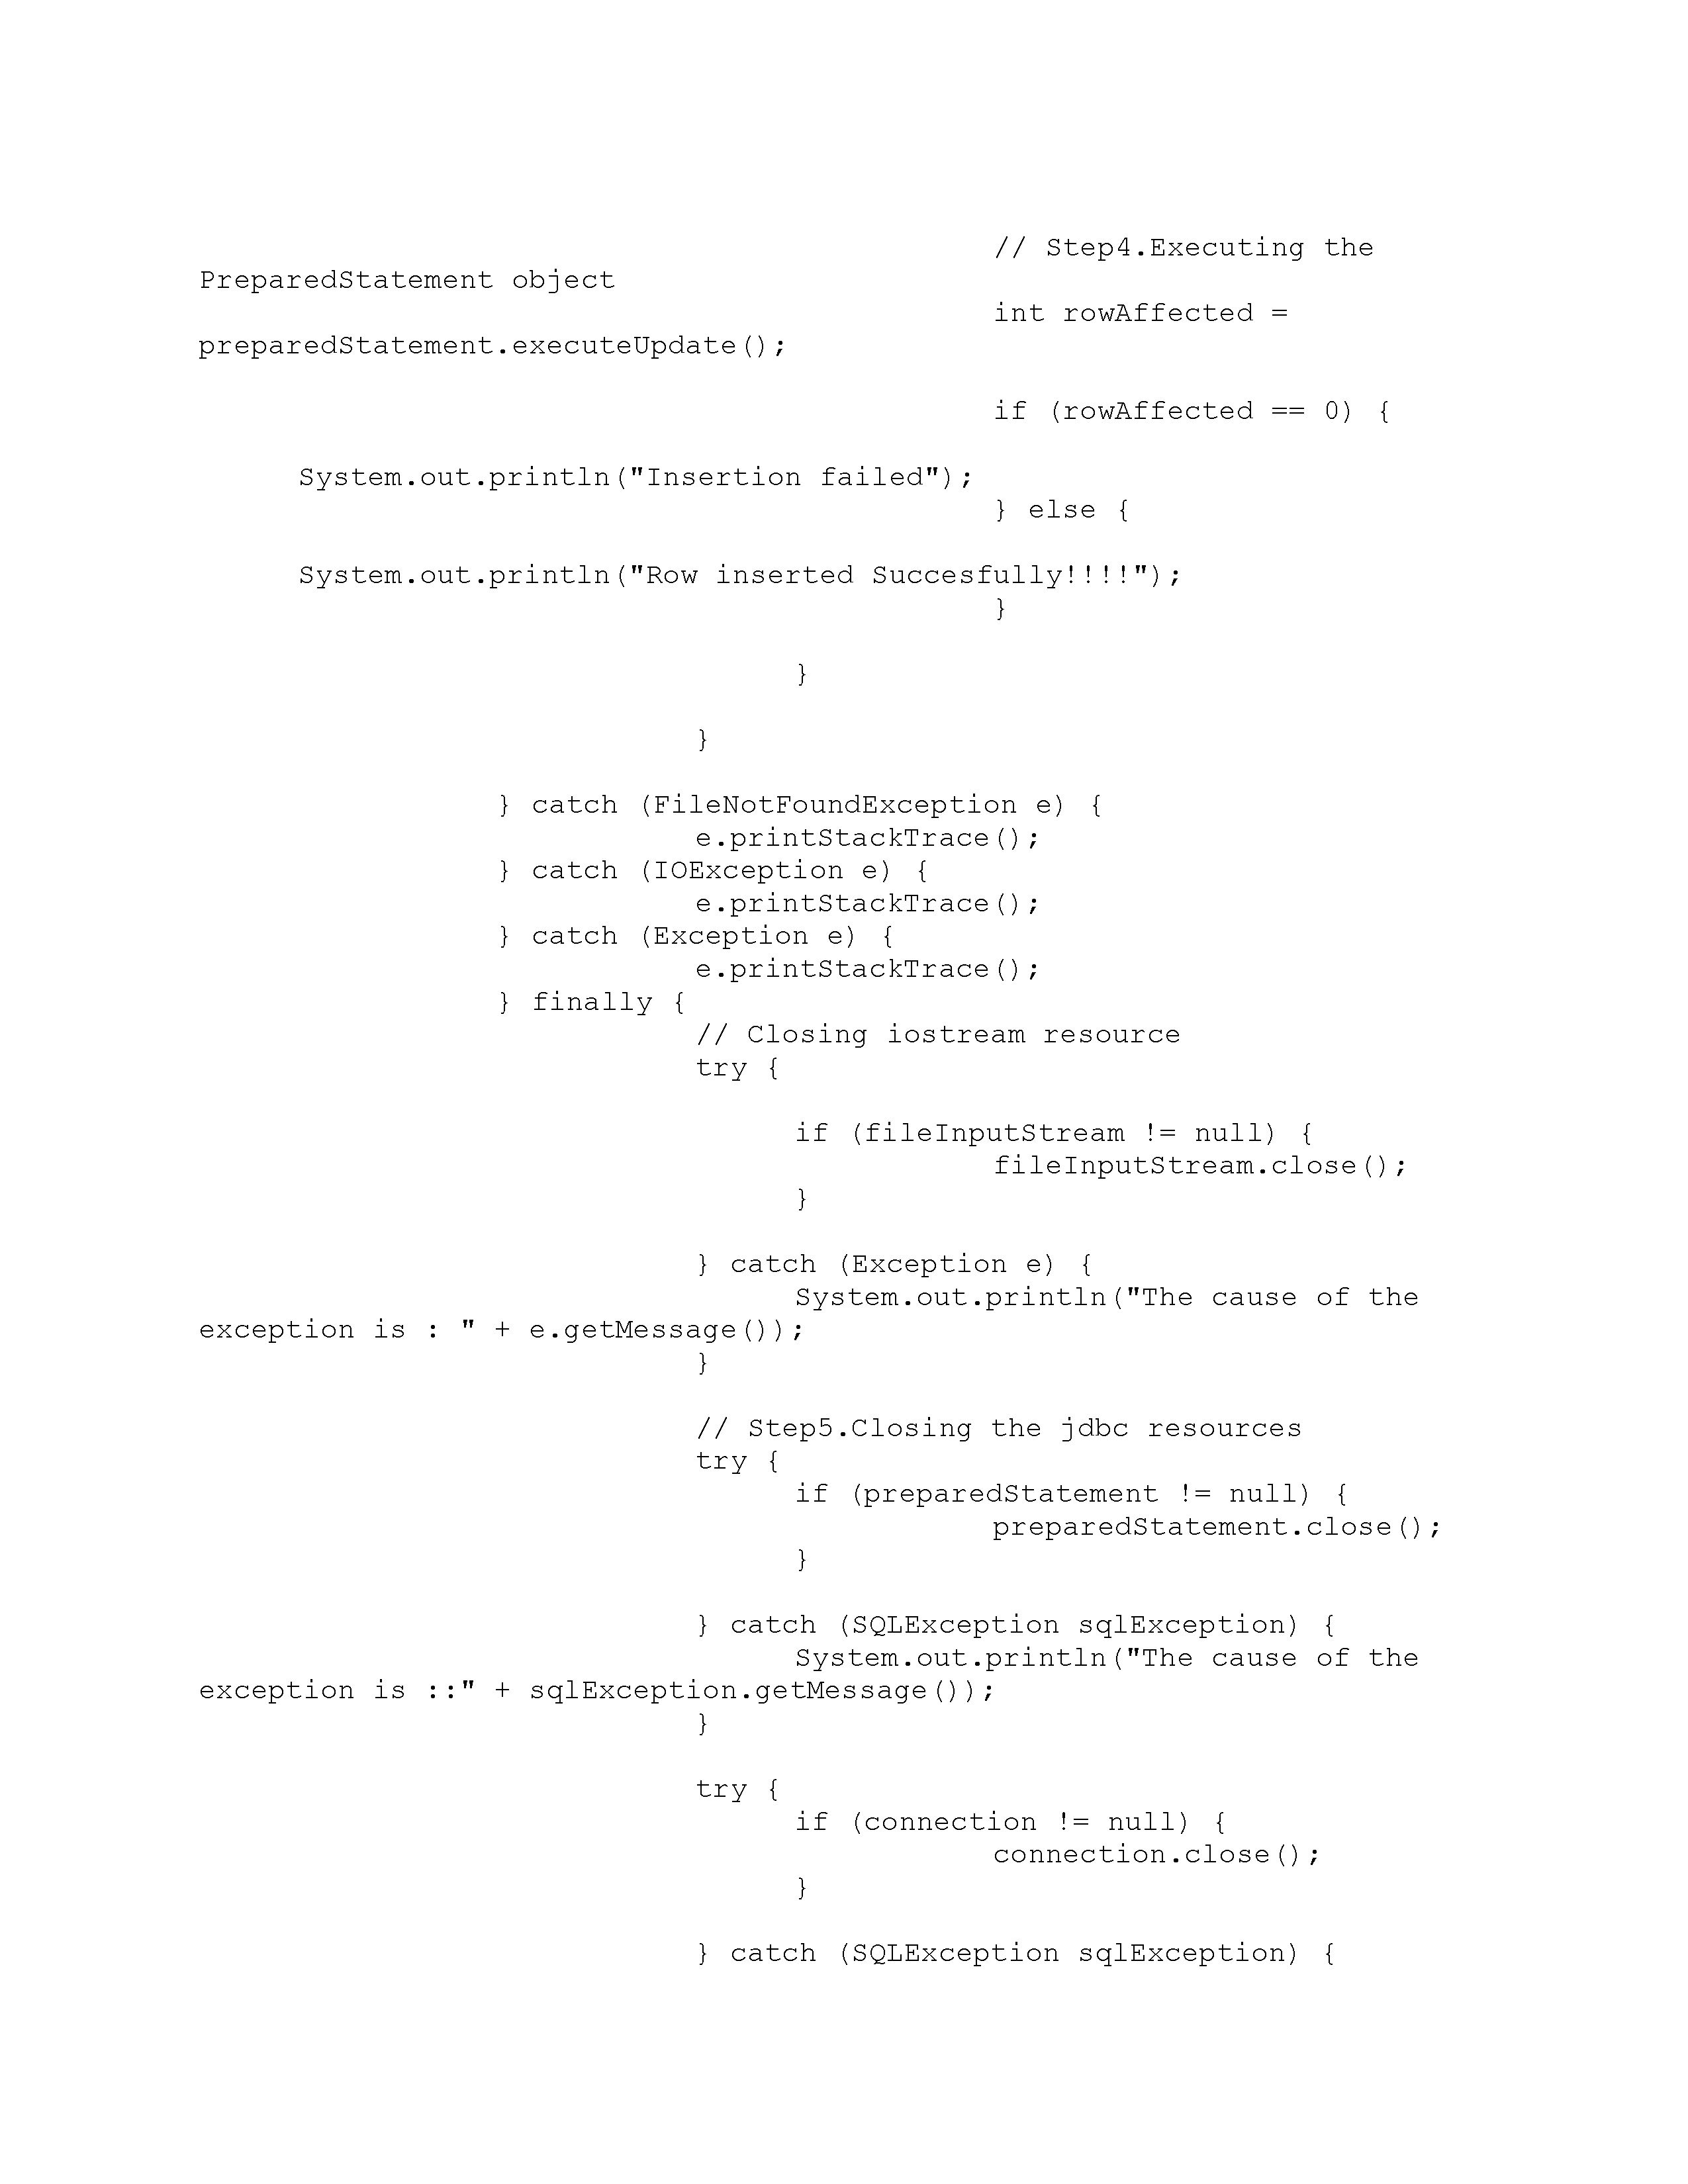 // Step4.Executing the
PreparedStatement object
int rowAffected =
preparedStatement.executeUpdate();
if (rowAffected == 0) {
System.out.println("Insertion failed");
} else {
System.out.println("Row inserted Succesfully!!!!");
}
}
}
} catch (FileNotFoundException e) {
e.printStackTrace();
} catch (IOException e) {
e.printStackTrace();
} catch (Exception e) {
e.printStackTrace();
} finally {
// Closing iostream resource
try {
if (fileInputStream != null) {
fileInputStream.close();
}
} catch (Exception e) {
System.out.println("The cause of the
exception is : " + e.getMessage());
}
// Step5.Closing the jdbc resources
try {
if (preparedStatement != null) {
preparedStatement.close();
}
} catch (SQLException sqlException) {
System.out.println("The cause of the
exception is ::" + sqlException.getMessage());
}
try {
if (connection != null) {
connection.close();
}
} catch (SQLException sqlException) {